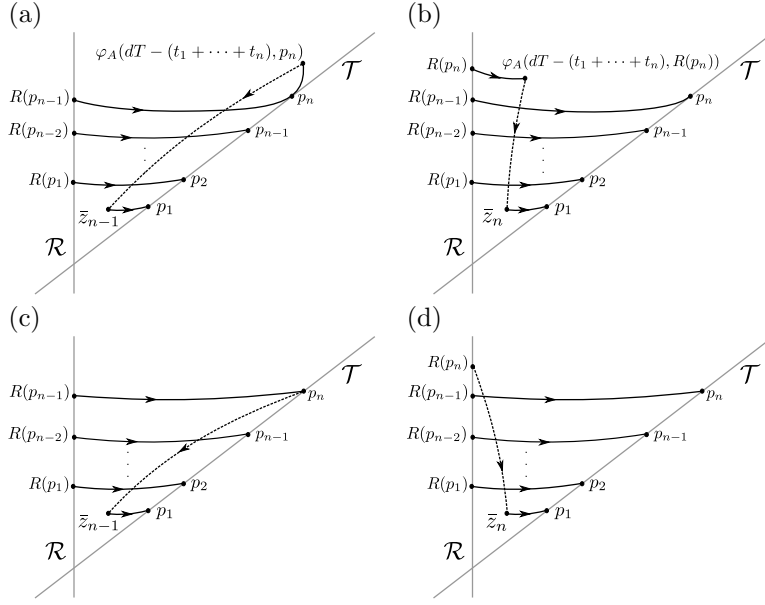 (a)
φ_A(dT − (t_1 + ⋯ + t_n), p_n)
𝒯
R(p_{n−1})
p_n
R(p_{n−2})
p_{n−1}
R(p_1)
p_2
z̄_{n−1}
p_1
ℛ
(b)
R(p_n)
φ_A(dT − (t_1 + ⋯ + t_n), R(p_n))
𝒯
R(p_{n−1})
p_n
R(p_{n−2})
p_{n−1}
R(p_1)
p_2
z̄_n
p_1
ℛ
(c)
𝒯
R(p_{n−1})
p_n
R(p_{n−2})
p_{n−1}
R(p_1)
p_2
z̄_{n−1}
p_1
ℛ
(d)
R(p_n)
𝒯
R(p_{n−1})
p_n
R(p_{n−2})
p_{n−1}
R(p_1)
p_2
z̄_n
p_1
ℛ